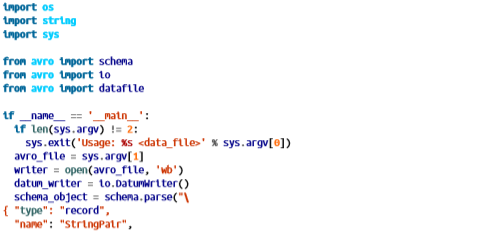 import os
import string
import sys

from avro import schema
from avro import io
from avro import datafile

if __name__ == '__main__':
  if len(sys.argv) != 2:
    sys.exit('Usage: %s <data_file>' % sys.argv[0])
  avro_file = sys.argv[1]
  writer = open(avro_file, 'wb')
  datum_writer = io.DatumWriter()
  schema_object = schema.parse("\
{ "type": "record",
  "name": "StringPair",